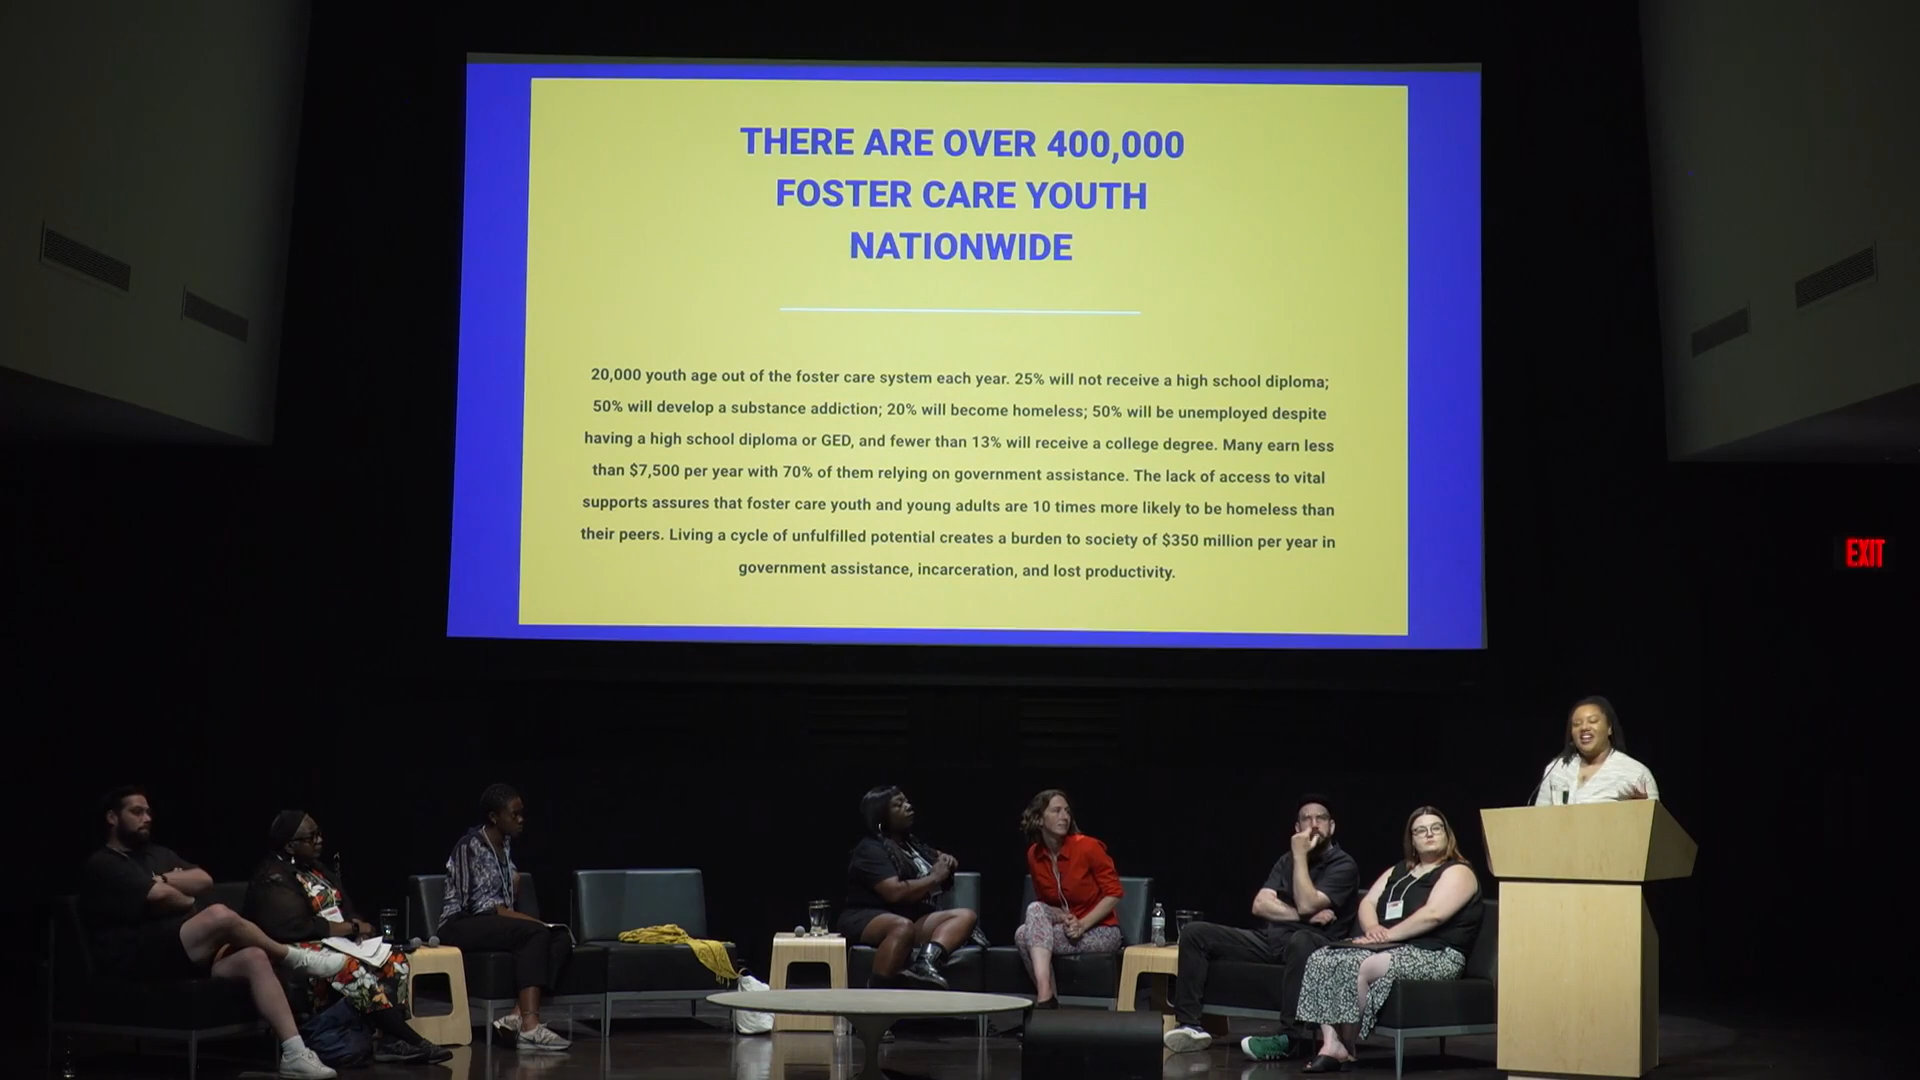 THERE ARE OVER 400,000
FOSTER CARE YOUTH
NATIONWIDE
20,000 youth age out of the foster care system each year. 25% will not receive a high school diploma;
50% will develop a substance addiction; 20% will become homeless; 50% will be unemployed despite
having a high school diploma or GED, and fewer than 13% will receive a college degree. Many earn less
than $7,500 per year with 70% of them relying on government assistance. The lack of access to vital
supports assures that foster care youth and young adults are 10 times more likely to be homeless than
their peers. Living a cycle of unfulfilled potential creates a burden to society of $350 million per year in
government assistance, incarceration, and lost productivity.
EXIT